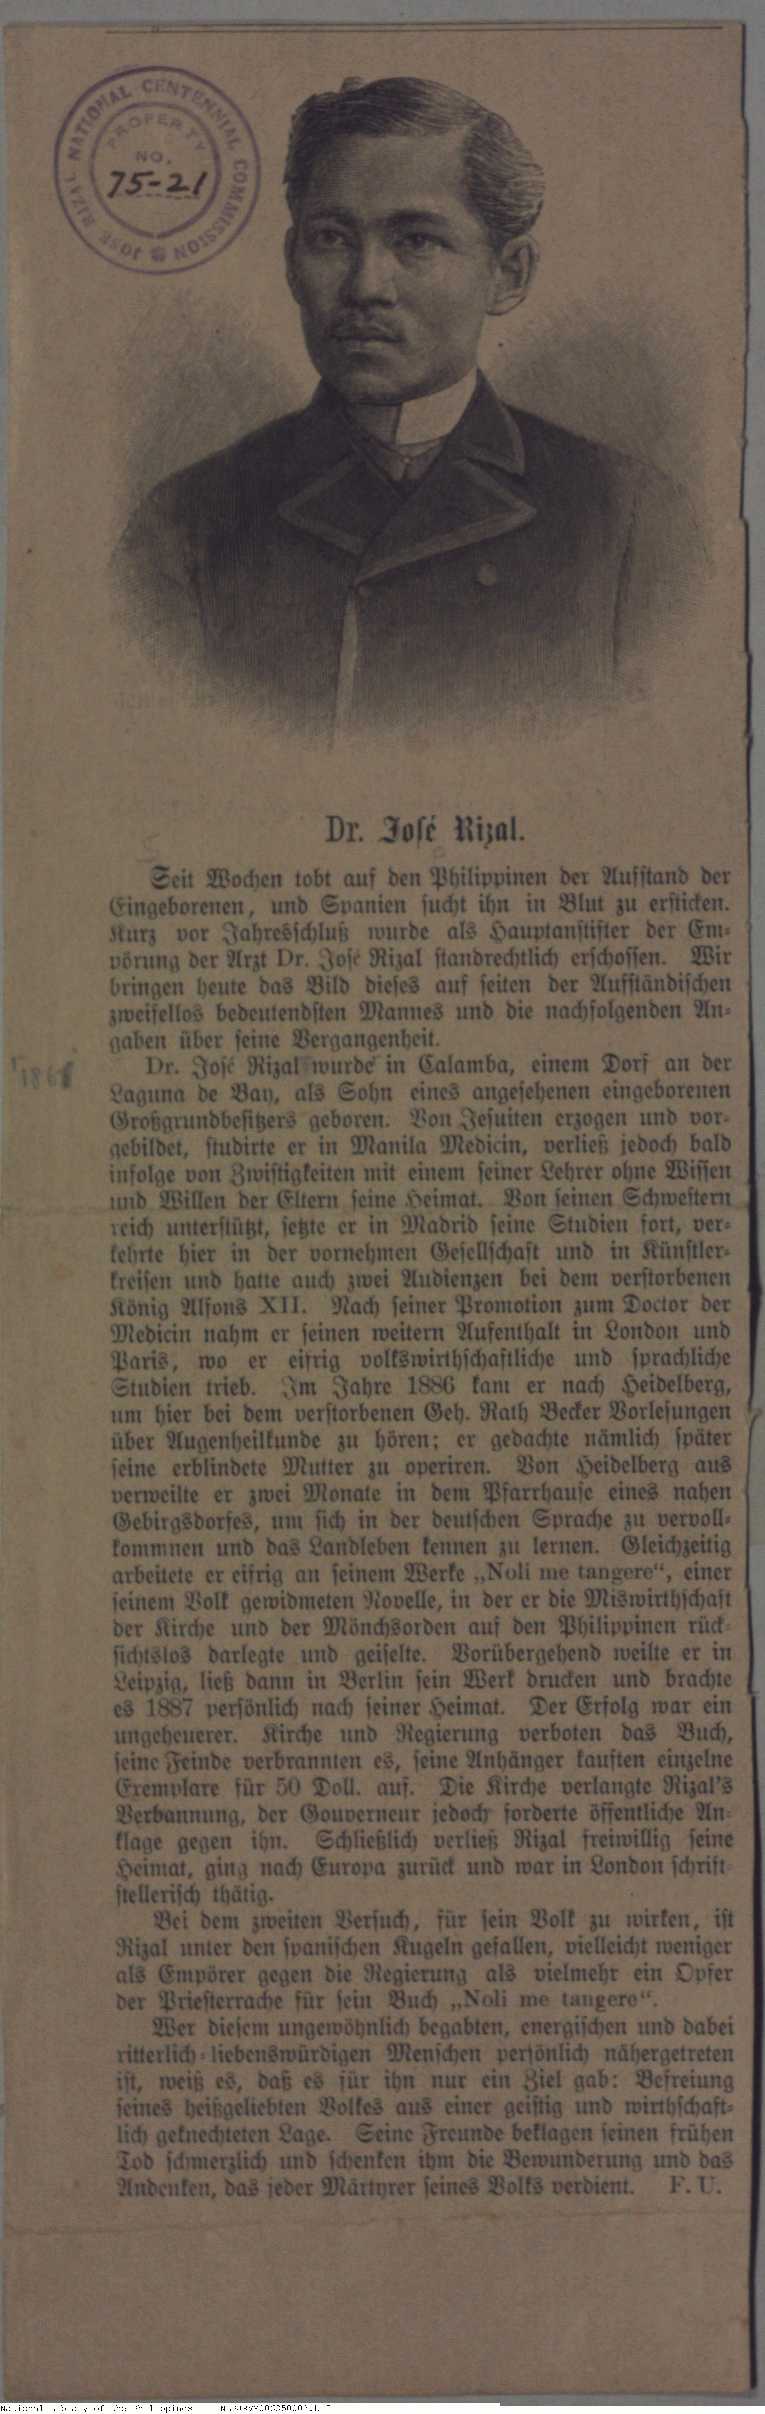 JOSE RIZAL NATIONAL CENTENNIAL COMMISSION
PROPERTY
NO.
75-21
Dr. José Rizal.
Seit Wochen tobt auf den Philippinen der Aufstand der
Eingeborenen, und Spanien sucht ihn in Blut zu ersticken.
Kurz vor Jahresschluß wurde als Hauptanstifter der Em-
pörung der Arzt Dr. José Rizal standrechtlich erschossen. Wir
bringen heute das Bild dieses auf seiten der Aufständischen
zweifellos bedeutendsten Mannes und die nachfolgenden An-
gaben über seine Vergangenheit.
Dr. José Rizal wurde in Calamba, einem Dorf an der
Laguna de Bay, als Sohn eines angesehenen eingeborenen
Großgrundbesitzers geboren. Von Jesuiten erzogen und vor-
gebildet, studirte er in Manila Medicin, verließ jedoch bald
infolge von Zwistigkeiten mit einem seiner Lehrer ohne Wissen
und Willen der Eltern seine Heimat. Von seinen Schwestern
reich unterstützt, setzte er in Madrid seine Studien fort, ver-
kehrte hier in der vornehmen Gesellschaft und in Künstler-
kreisen und hatte auch zwei Audienzen bei dem verstorbenen
König Alfons XII. Nach seiner Promotion zum Doctor der
Medicin nahm er seinen weitern Aufenthalt in London und
Paris, wo er eifrig volkswirthschaftliche und sprachliche
Studien trieb. Im Jahre 1886 kam er nach Heidelberg,
um hier bei dem verstorbenen Geh. Rath Becker Vorlesungen
über Augenheilkunde zu hören; er gedachte nämlich später
seine erblindete Mutter zu operiren. Von Heidelberg aus
verweilte er zwei Monate in dem Pfarrhause eines nahen
Gebirgsdorfes, um sich in der deutschen Sprache zu vervoll-
kommnen und das Landleben kennen zu lernen. Gleichzeitig
arbeitete er eifrig an seinem Werke „Noli me tangere“, einer
seinem Volk gewidmeten Novelle, in der er die Miswirthschaft
der Kirche und der Mönchsorden auf den Philippinen rück-
sichtslos darlegte und geiselte. Vorübergehend weilte er in
Leipzig, ließ dann in Berlin sein Werk drucken und brachte
es 1887 persönlich nach seiner Heimat. Der Erfolg war ein
ungeheuerer. Kirche und Regierung verboten das Buch,
seine Feinde verbrannten es, seine Anhänger kauften einzelne
Exemplare für 50 Doll. auf. Die Kirche verlangte Rizal's
Verbannung, der Gouverneur jedoch forderte öffentliche An-
klage gegen ihn. Schließlich verließ Rizal freiwillig seine
Heimat, ging nach Europa zurück und war in London schrift-
stellerisch thätig.
Bei dem zweiten Versuch, für sein Volk zu wirken, ist
Rizal unter den spanischen Kugeln gefallen, vielleicht weniger
als Empörer gegen die Regierung als vielmehr ein Opfer
der Priesterrache für sein Buch „Noli me tangere“.
Wer diesem ungewöhnlich begabten, energischen und dabei
ritterlich-liebenswürdigen Menschen persönlich nähergetreten
ist, weiß es, daß es für ihn nur ein Ziel gab: Befreiung
seines heißgeliebten Volkes aus einer geistig und wirthschaft-
lich geknechteten Lage. Seine Freunde beklagen seinen frühen
Tod schmerzlich und schenken ihm die Bewunderung und das
Andenken, das jeder Märtyrer seines Volks verdient. F. U.
National Library of the Philippines